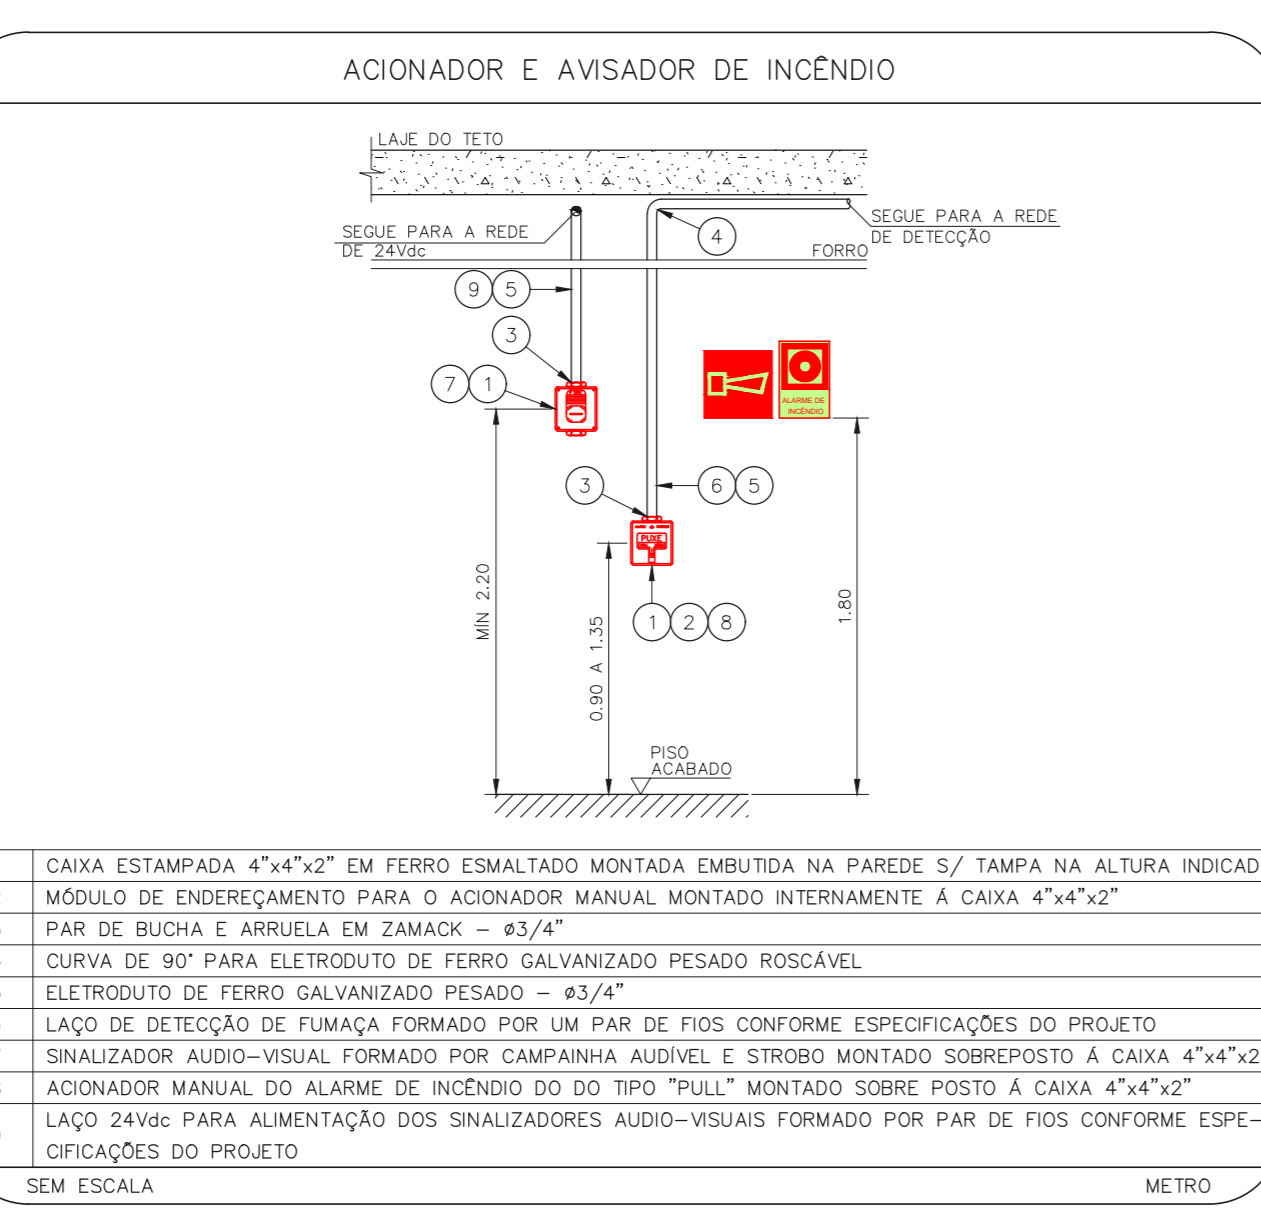 ACIONADOR E AVISADOR DE INCÊNDIO
LAJE DO TETO
SEGUE PARA A REDE
DE 24Vdc
SEGUE PARA A REDE
DE DETECÇÃO
4
FORRO
9 5
3
7 1
ALARME DE
INCÊNDIO
3
6 5
PUXE
1 2 8
MÍN 2.20
0.90 A 1.35
1.80
PISO
ACABADO
CAIXA ESTAMPADA 4"x4"x2" EM FERRO ESMALTADO MONTADA EMBUTIDA NA PAREDE S/ TAMPA NA ALTURA INDICAD
MÓDULO DE ENDEREÇAMENTO PARA O ACIONADOR MANUAL MONTADO INTERNAMENTE Á CAIXA 4"x4"x2"
PAR DE BUCHA E ARRUELA EM ZAMACK – ø3/4"
CURVA DE 90° PARA ELETRODUTO DE FERRO GALVANIZADO PESADO ROSCÁVEL
ELETRODUTO DE FERRO GALVANIZADO PESADO – ø3/4"
LAÇO DE DETECÇÃO DE FUMAÇA FORMADO POR UM PAR DE FIOS CONFORME ESPECIFICAÇÕES DO PROJETO
SINALIZADOR AUDIO–VISUAL FORMADO POR CAMPAINHA AUDÍVEL E STROBO MONTADO SOBREPOSTO Á CAIXA 4"x4"x2
ACIONADOR MANUAL DO ALARME DE INCÊNDIO DO DO TIPO "PULL" MONTADO SOBRE POSTO Á CAIXA 4"x4"x2"
LAÇO 24Vdc PARA ALIMENTAÇÃO DOS SINALIZADORES AUDIO–VISUAIS FORMADO POR PAR DE FIOS CONFORME ESPE–
CIFICAÇÕES DO PROJETO
SEM ESCALA
METRO